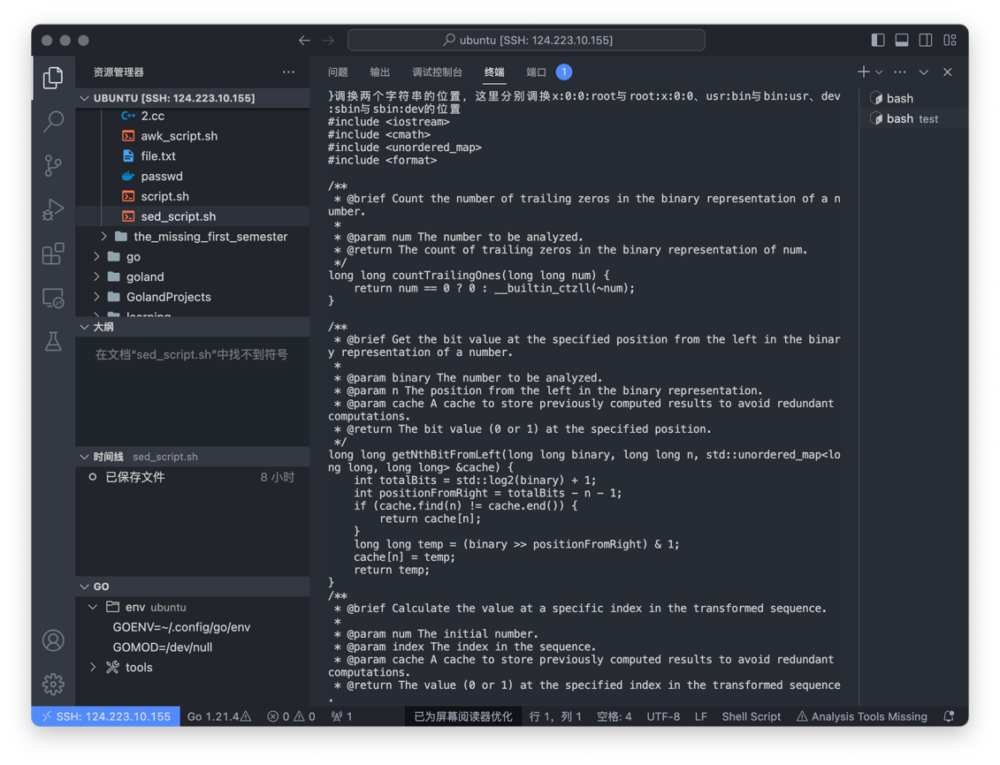 ubuntu [SSH: 124.223.10.155]
资源管理器
UBUNTU [SSH: 124.223.10.155]
2.cc
awk_script.sh
file.txt
passwd
script.sh
sed_script.sh
the_missing_first_semester
go
goland
GolandProjects
learning
大纲
在文档“sed_script.sh”中找不到符号
时间线 sed_script.sh
已保存文件 8 小时
GO
env ubuntu
GOENV=~/.config/go/env
GOMOD=/dev/null
tools
问题 输出 调试控制台 终端 端口 1
}调换两个字符串的位置，这里分别调换x:0:0:root与root:x:0:0、usr:bin与bin:usr、dev
:sbin与sbin:dev的位置
#include <iostream>
#include <cmath>
#include <unordered_map>
#include <format>
/**
 * @brief Count the number of trailing zeros in the binary representation of a n
umber.
 *
 * @param num The number to be analyzed.
 * @return The count of trailing zeros in the binary representation of num.
 */
long long countTrailingOnes(long long num) {
    return num == 0 ? 0 : __builtin_ctzll(~num);
}
/**
 * @brief Get the bit value at the specified position from the left in the binar
y representation of a number.
 *
 * @param binary The number to be analyzed.
 * @param n The position from the left in the binary representation.
 * @param cache A cache to store previously computed results to avoid redundant
computations.
 * @return The bit value (0 or 1) at the specified position.
 */
long long getNthBitFromLeft(long long binary, long long n, std::unordered_map<lo
ng long, long long> &cache) {
    int totalBits = std::log2(binary) + 1;
    int positionFromRight = totalBits - n - 1;
    if (cache.find(n) != cache.end()) {
        return cache[n];
    }
    long long temp = (binary >> positionFromRight) & 1;
    cache[n] = temp;
    return temp;
}
/**
 * @brief Calculate the value at a specific index in the transformed sequence.
 *
 * @param num The initial number.
 * @param index The index in the sequence.
 * @param cache A cache to store previously computed results to avoid redundant
computations.
 * @return The value (0 or 1) at the specified index in the transformed sequence
.
bash
bash test
SSH: 124.223.10.155 Go 1.21.4 0 0 1 已为屏幕阅读器优化 行 1，列 1 空格: 4 UTF-8 LF Shell Script Analysis Tools Missing